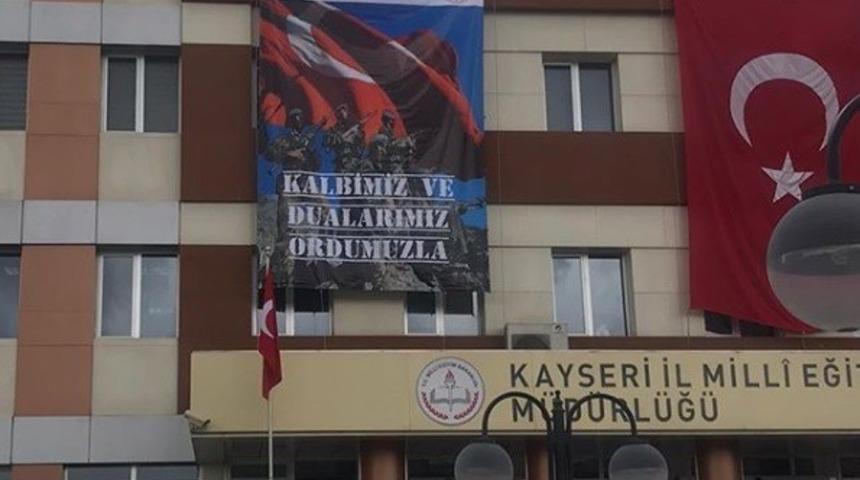 KALBİMİZ VE
DUALARIMIZ
ORDUMUZLA
KAYSERİ İL MİLLÎ EĞİT
MÜDÜRLÜĞÜ